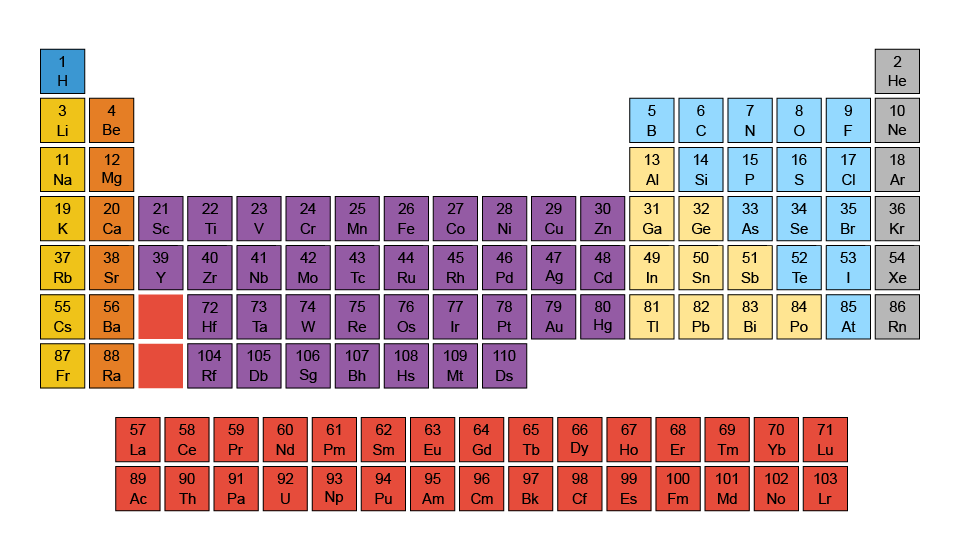 1 2
H He
3 4 5 6 7 8 9 10
Li Be B C N O F Ne
11 12 13 14 15 16 17 18
Na Mg Al Si P S Cl Ar
19 20 21 22 23 24 25 26 27 28 29 30 31 32 33 34 35 36
K Ca Sc Ti V Cr Mn Fe Co Ni Cu Zn Ga Ge As Se Br Kr
37 38 39 40 41 42 43 44 45 46 47 48 49 50 51 52 53 54
Rb Sr Y Zr Nb Mo Tc Ru Rh Pd Ag Cd In Sn Sb Te I Xe
55 56 72 73 74 75 76 77 78 79 80 81 82 83 84 85 86
Cs Ba Hf Ta W Re Os Ir Pt Au Hg Tl Pb Bi Po At Rn
87 88 104 105 106 107 108 109 110
Fr Ra Rf Db Sg Bh Hs Mt Ds
57 58 59 60 61 62 63 64 65 66 67 68 69 70 71
La Ce Pr Nd Pm Sm Eu Gd Tb Dy Ho Er Tm Yb Lu
89 90 91 92 93 94 95 96 97 98 99 100 101 102 103
Ac Th Pa U Np Pu Am Cm Bk Cf Es Fm Md No Lr